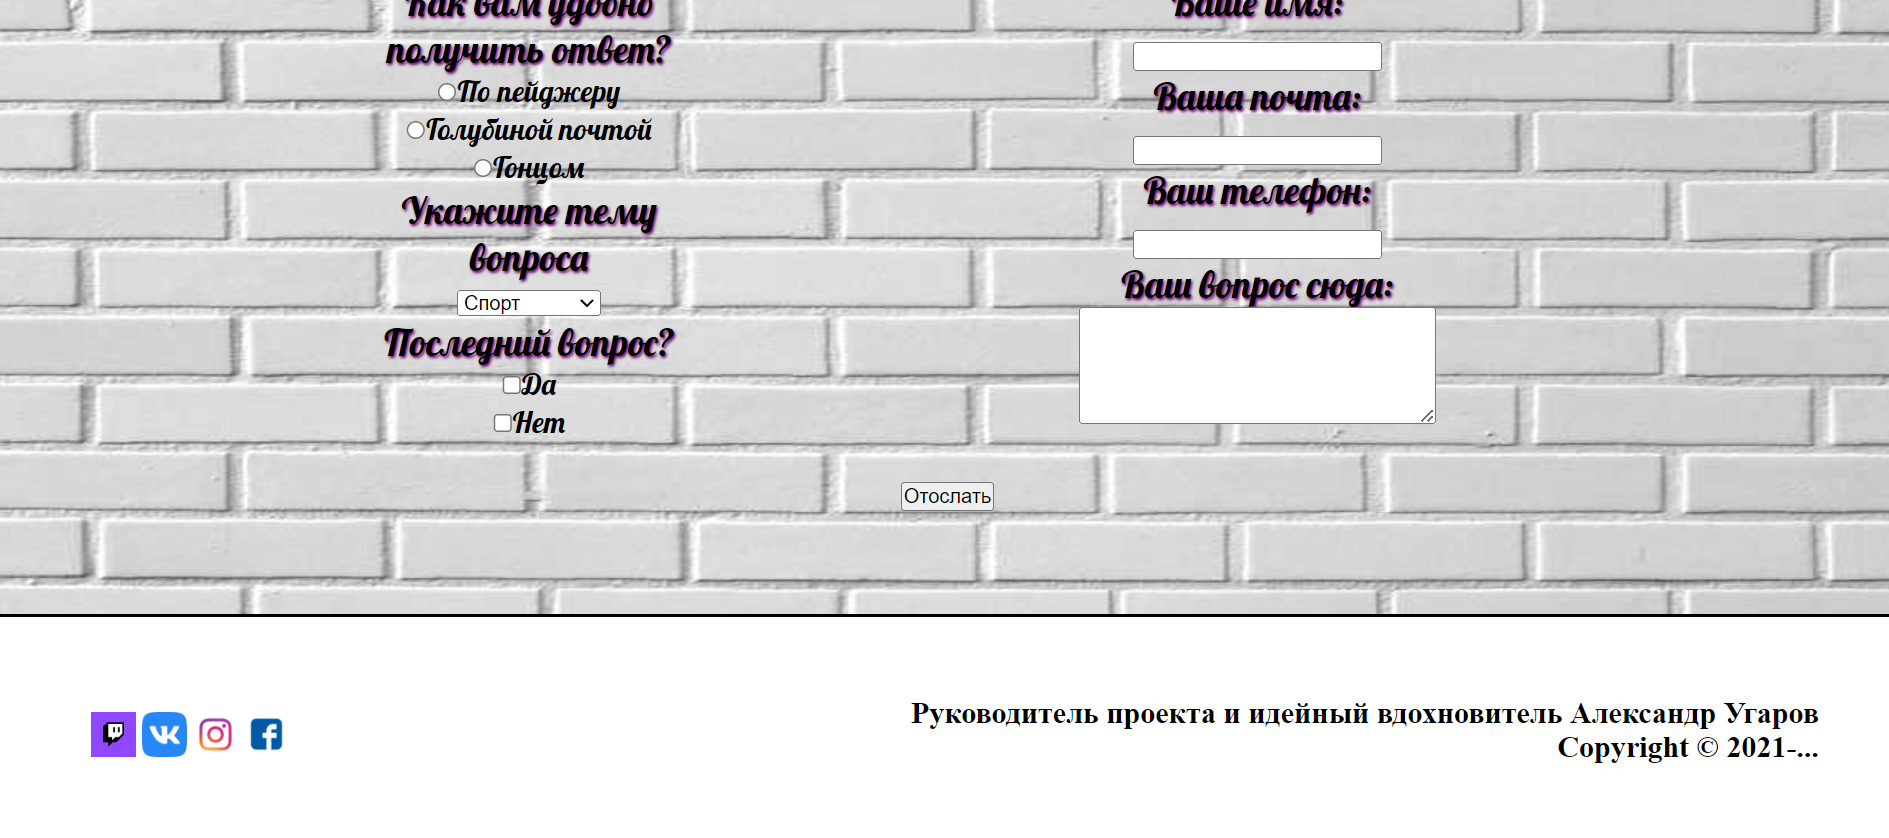 Как вам удобно
получить ответ?
По пейджеру
Голубиной почтой
Гонцом
Укажите тему
вопроса
Спорт
Последний вопрос?
Да
Нет
Ваше имя:
Ваша почта:
Ваш телефон:
Ваш вопрос сюда:
Отослать
Руководитель проекта и идейный вдохновитель Александр Угаров
Copyright © 2021-...